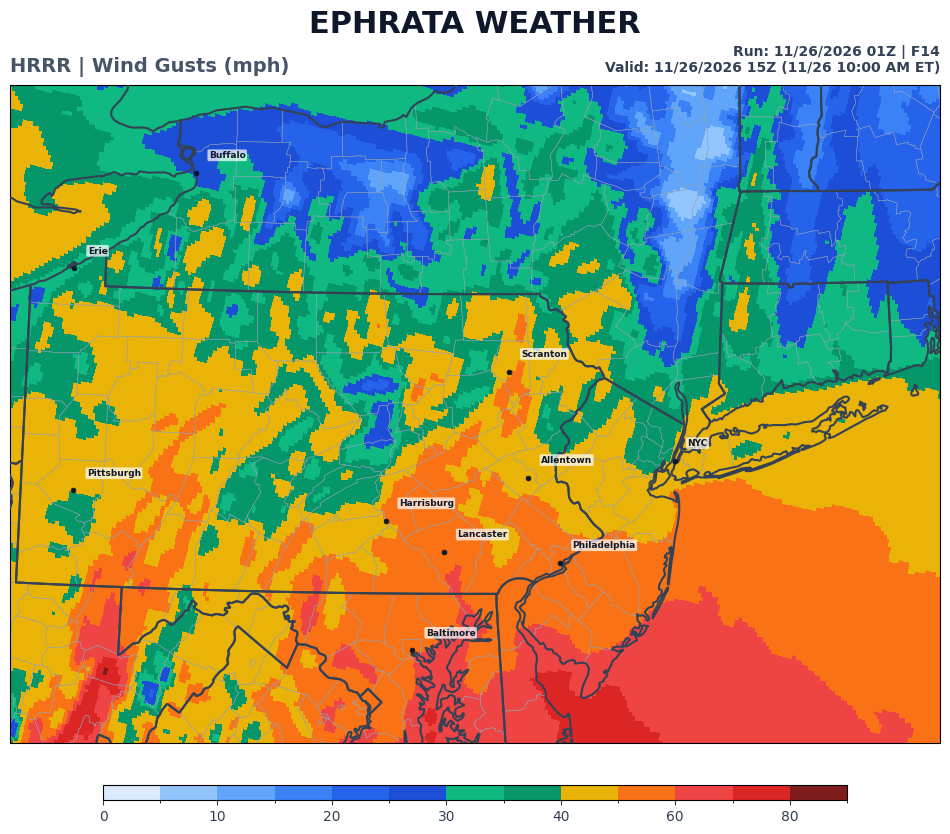 EPHRATA WEATHER
HRRR | Wind Gusts (mph)
Run: 11/26/2026 01Z | F14
Valid: 11/26/2026 15Z (11/26 10:00 AM ET)
Buffalo
Erie
Scranton
NYC
Allentown
Pittsburgh
Harrisburg
Lancaster
Philadelphia
Baltimore
0 10 20 30 40 50 60 70 80